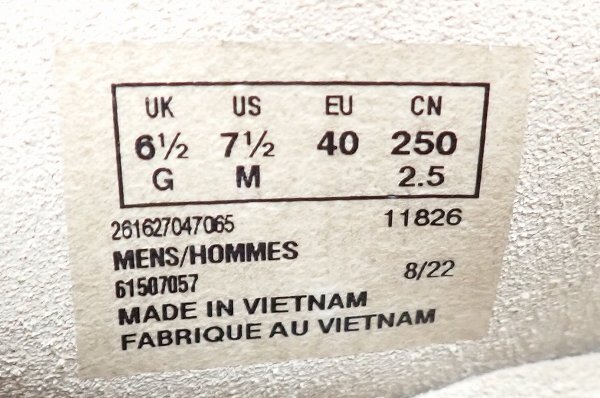 UK US EU CN
6½ 7½ 40 250
G M 2.5
261627047065 11826
MENS/HOMMES
61507057 8/22
MADE IN VIETNAM
FABRIQUE AU VIETNAM